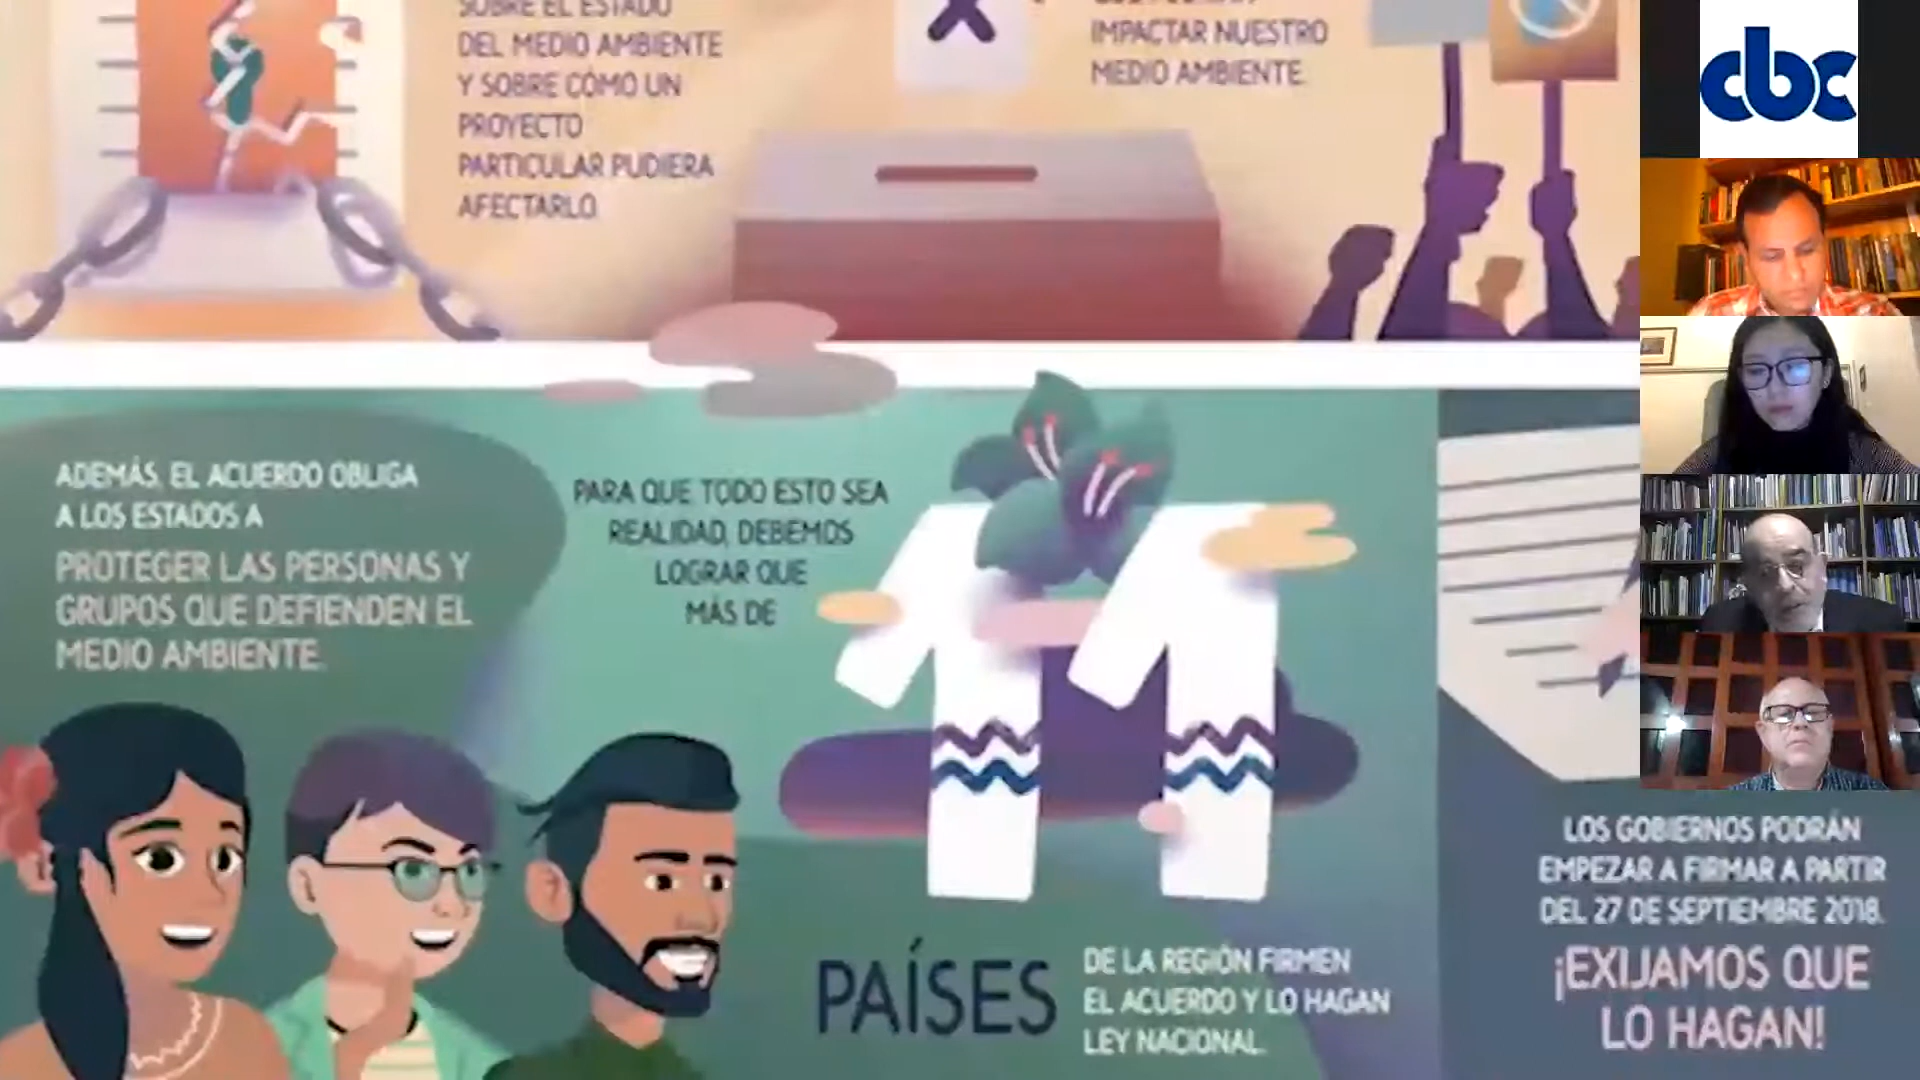 SOBRE EL ESTADO
DEL MEDIO AMBIENTE
Y SOBRE CÓMO UN
PROYECTO
PARTICULAR PUDIERA
AFECTARLO.
IMPACTAR NUESTRO
MEDIO AMBIENTE.
cbc
ADEMÁS, EL ACUERDO OBLIGA
A LOS ESTADOS A
PROTEGER LAS PERSONAS Y
GRUPOS QUE DEFIENDEN EL
MEDIO AMBIENTE.
PARA QUE TODO ESTO SEA
REALIDAD, DEBEMOS
LOGRAR QUE
MÁS DE
11
PAÍSES
DE LA REGIÓN FIRMEN
EL ACUERDO Y LO HAGAN
LEY NACIONAL.
LOS GOBIERNOS PODRÁN
EMPEZAR A FIRMAR A PARTIR
DEL 27 DE SEPTIEMBRE 2018.
¡EXIJAMOS QUE
LO HAGAN!